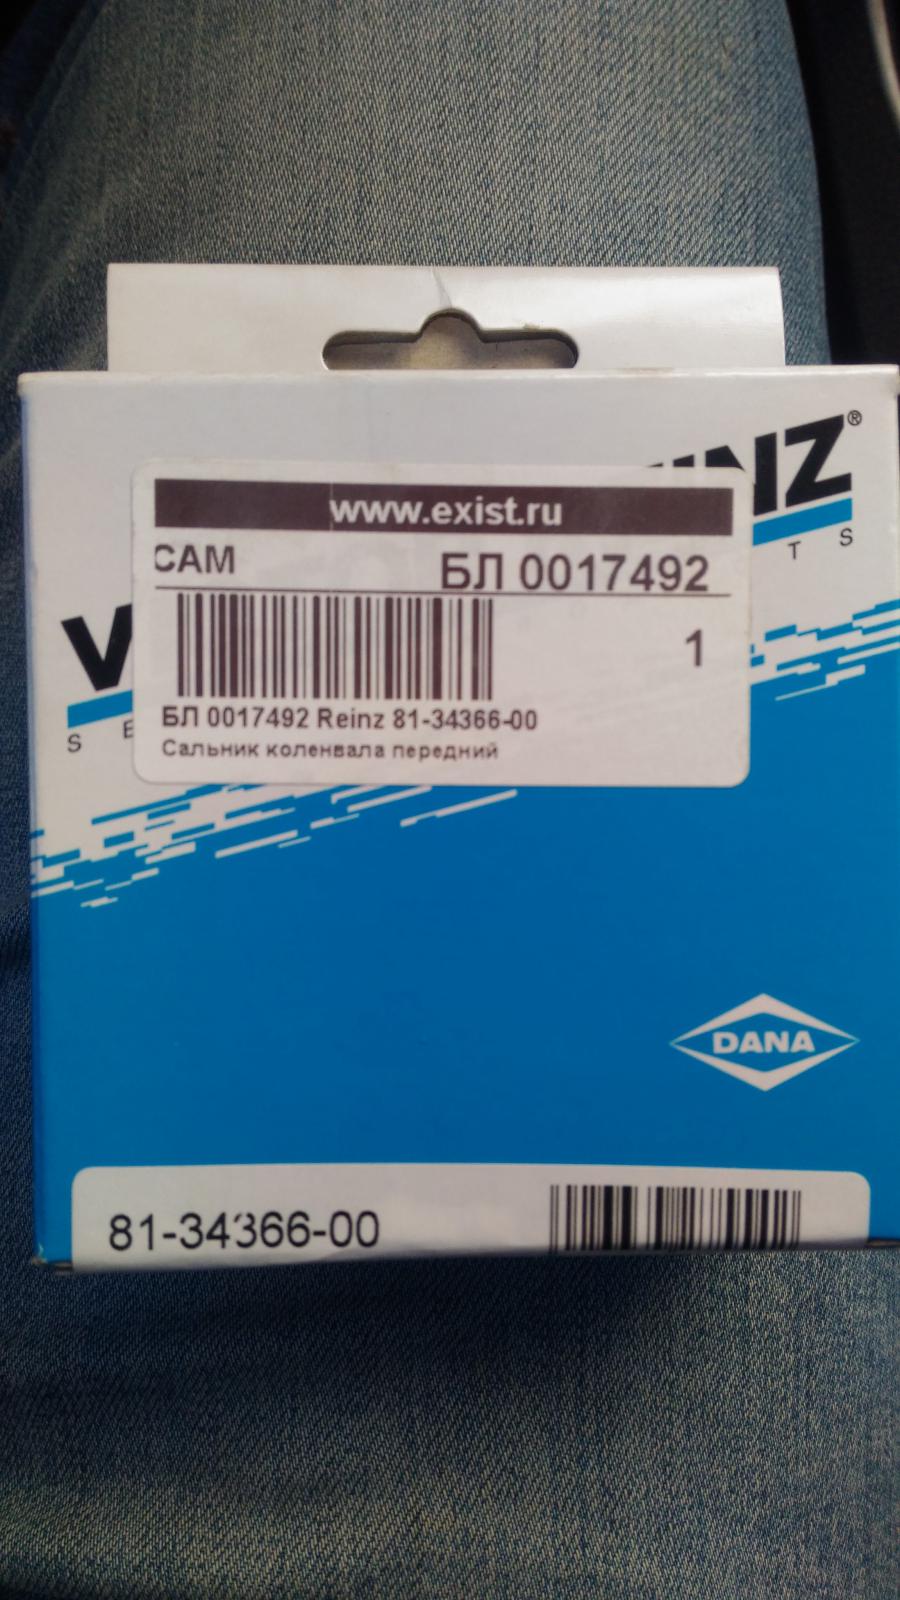 NZ®
T S
www.exist.ru
САМ
БЛ 0017492
1
V
S E
БЛ 0017492 Reinz 81-34366-00
Сальник коленвала передний
DANA
81-34366-00